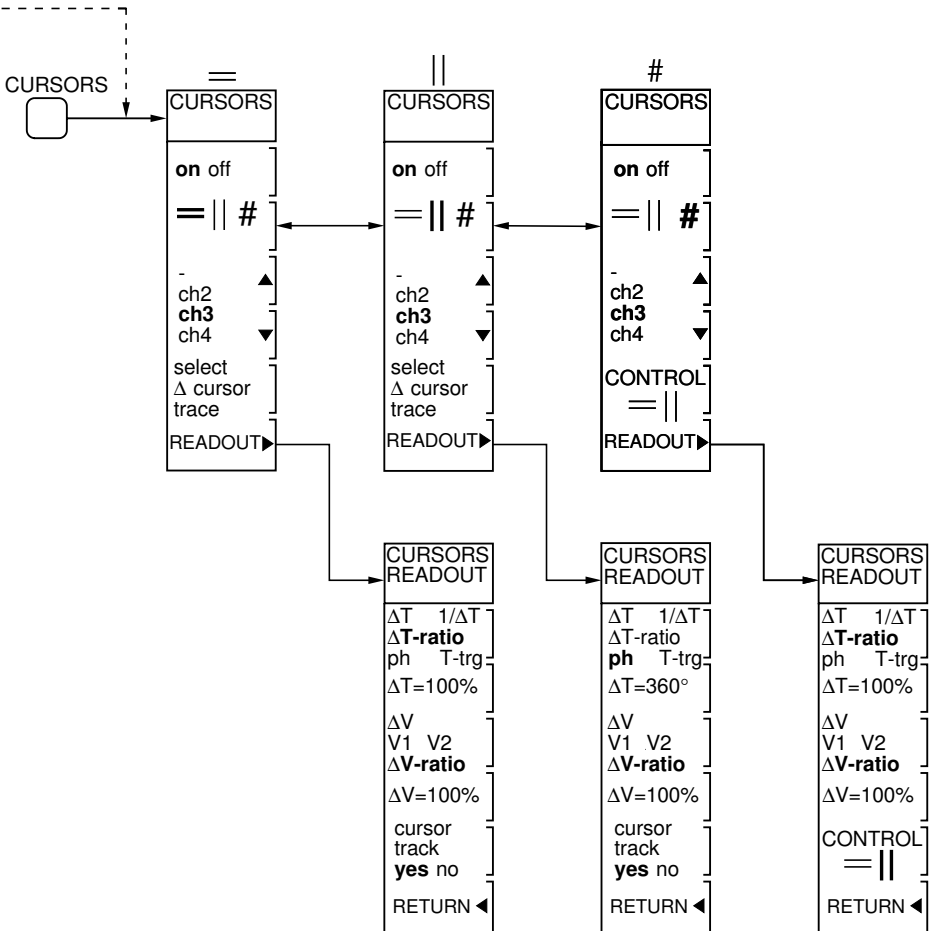 CURSORS
=
CURSORS
on off
= || #
-
ch2
ch3
ch4
select
Δ cursor
trace
READOUT
||
CURSORS
on off
= || #
-
ch2
ch3
ch4
select
Δ cursor
trace
READOUT
#
CURSORS
on off
= || #
-
ch2
ch3
ch4
CONTROL
= ||
READOUT
CURSORS
READOUT
ΔT 1/ΔT
ΔT-ratio
ph T-trg
ΔT=100%
ΔV
V1 V2
ΔV-ratio
ΔV=100%
cursor
track
yes no
RETURN
CURSORS
READOUT
ΔT 1/ΔT
ΔT-ratio
ph T-trg
ΔT=360°
ΔV
V1 V2
ΔV-ratio
ΔV=100%
cursor
track
yes no
RETURN
CURSORS
READOUT
ΔT 1/ΔT
ΔT-ratio
ph T-trg
ΔT=100%
ΔV
V1 V2
ΔV-ratio
ΔV=100%
CONTROL
= ||
RETURN